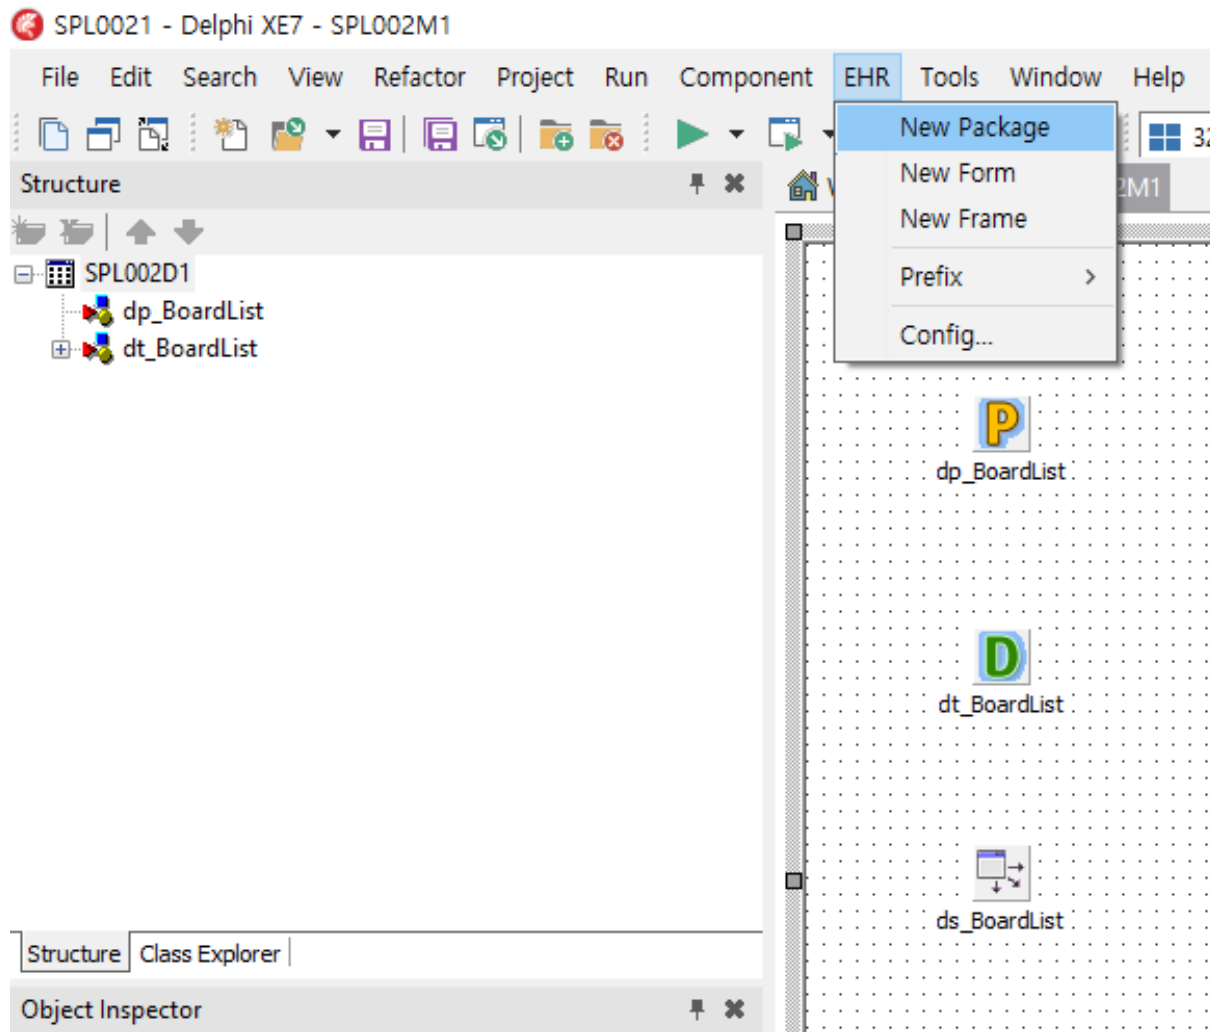 SPL0021 - Delphi XE7 - SPL002M1
File Edit Search View Refactor Project Run Component EHR Tools Window Help
New Package
New Form
New Frame
Prefix
Config...
Structure
2M1
SPL002D1
dp_BoardList
dt_BoardList
dp_BoardList
dt_BoardList
ds_BoardList
Structure Class Explorer
Object Inspector